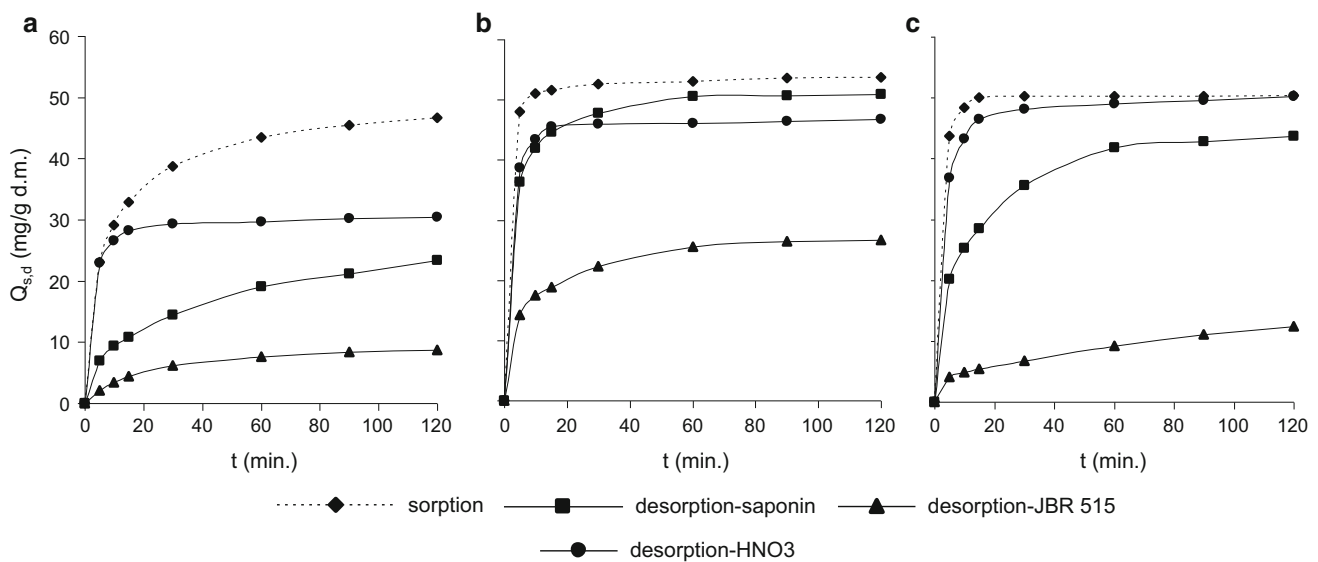 a
b
c
Q_{s,d} (mg/g d.m.)
60
50
40
30
20
10
0
0 20 40 60 80 100 120
0 20 40 60 80 100 120
0 20 40 60 80 100 120
t (min.)
t (min.)
t (min.)
sorption
desorption-saponin
desorption-JBR 515
desorption-HNO3